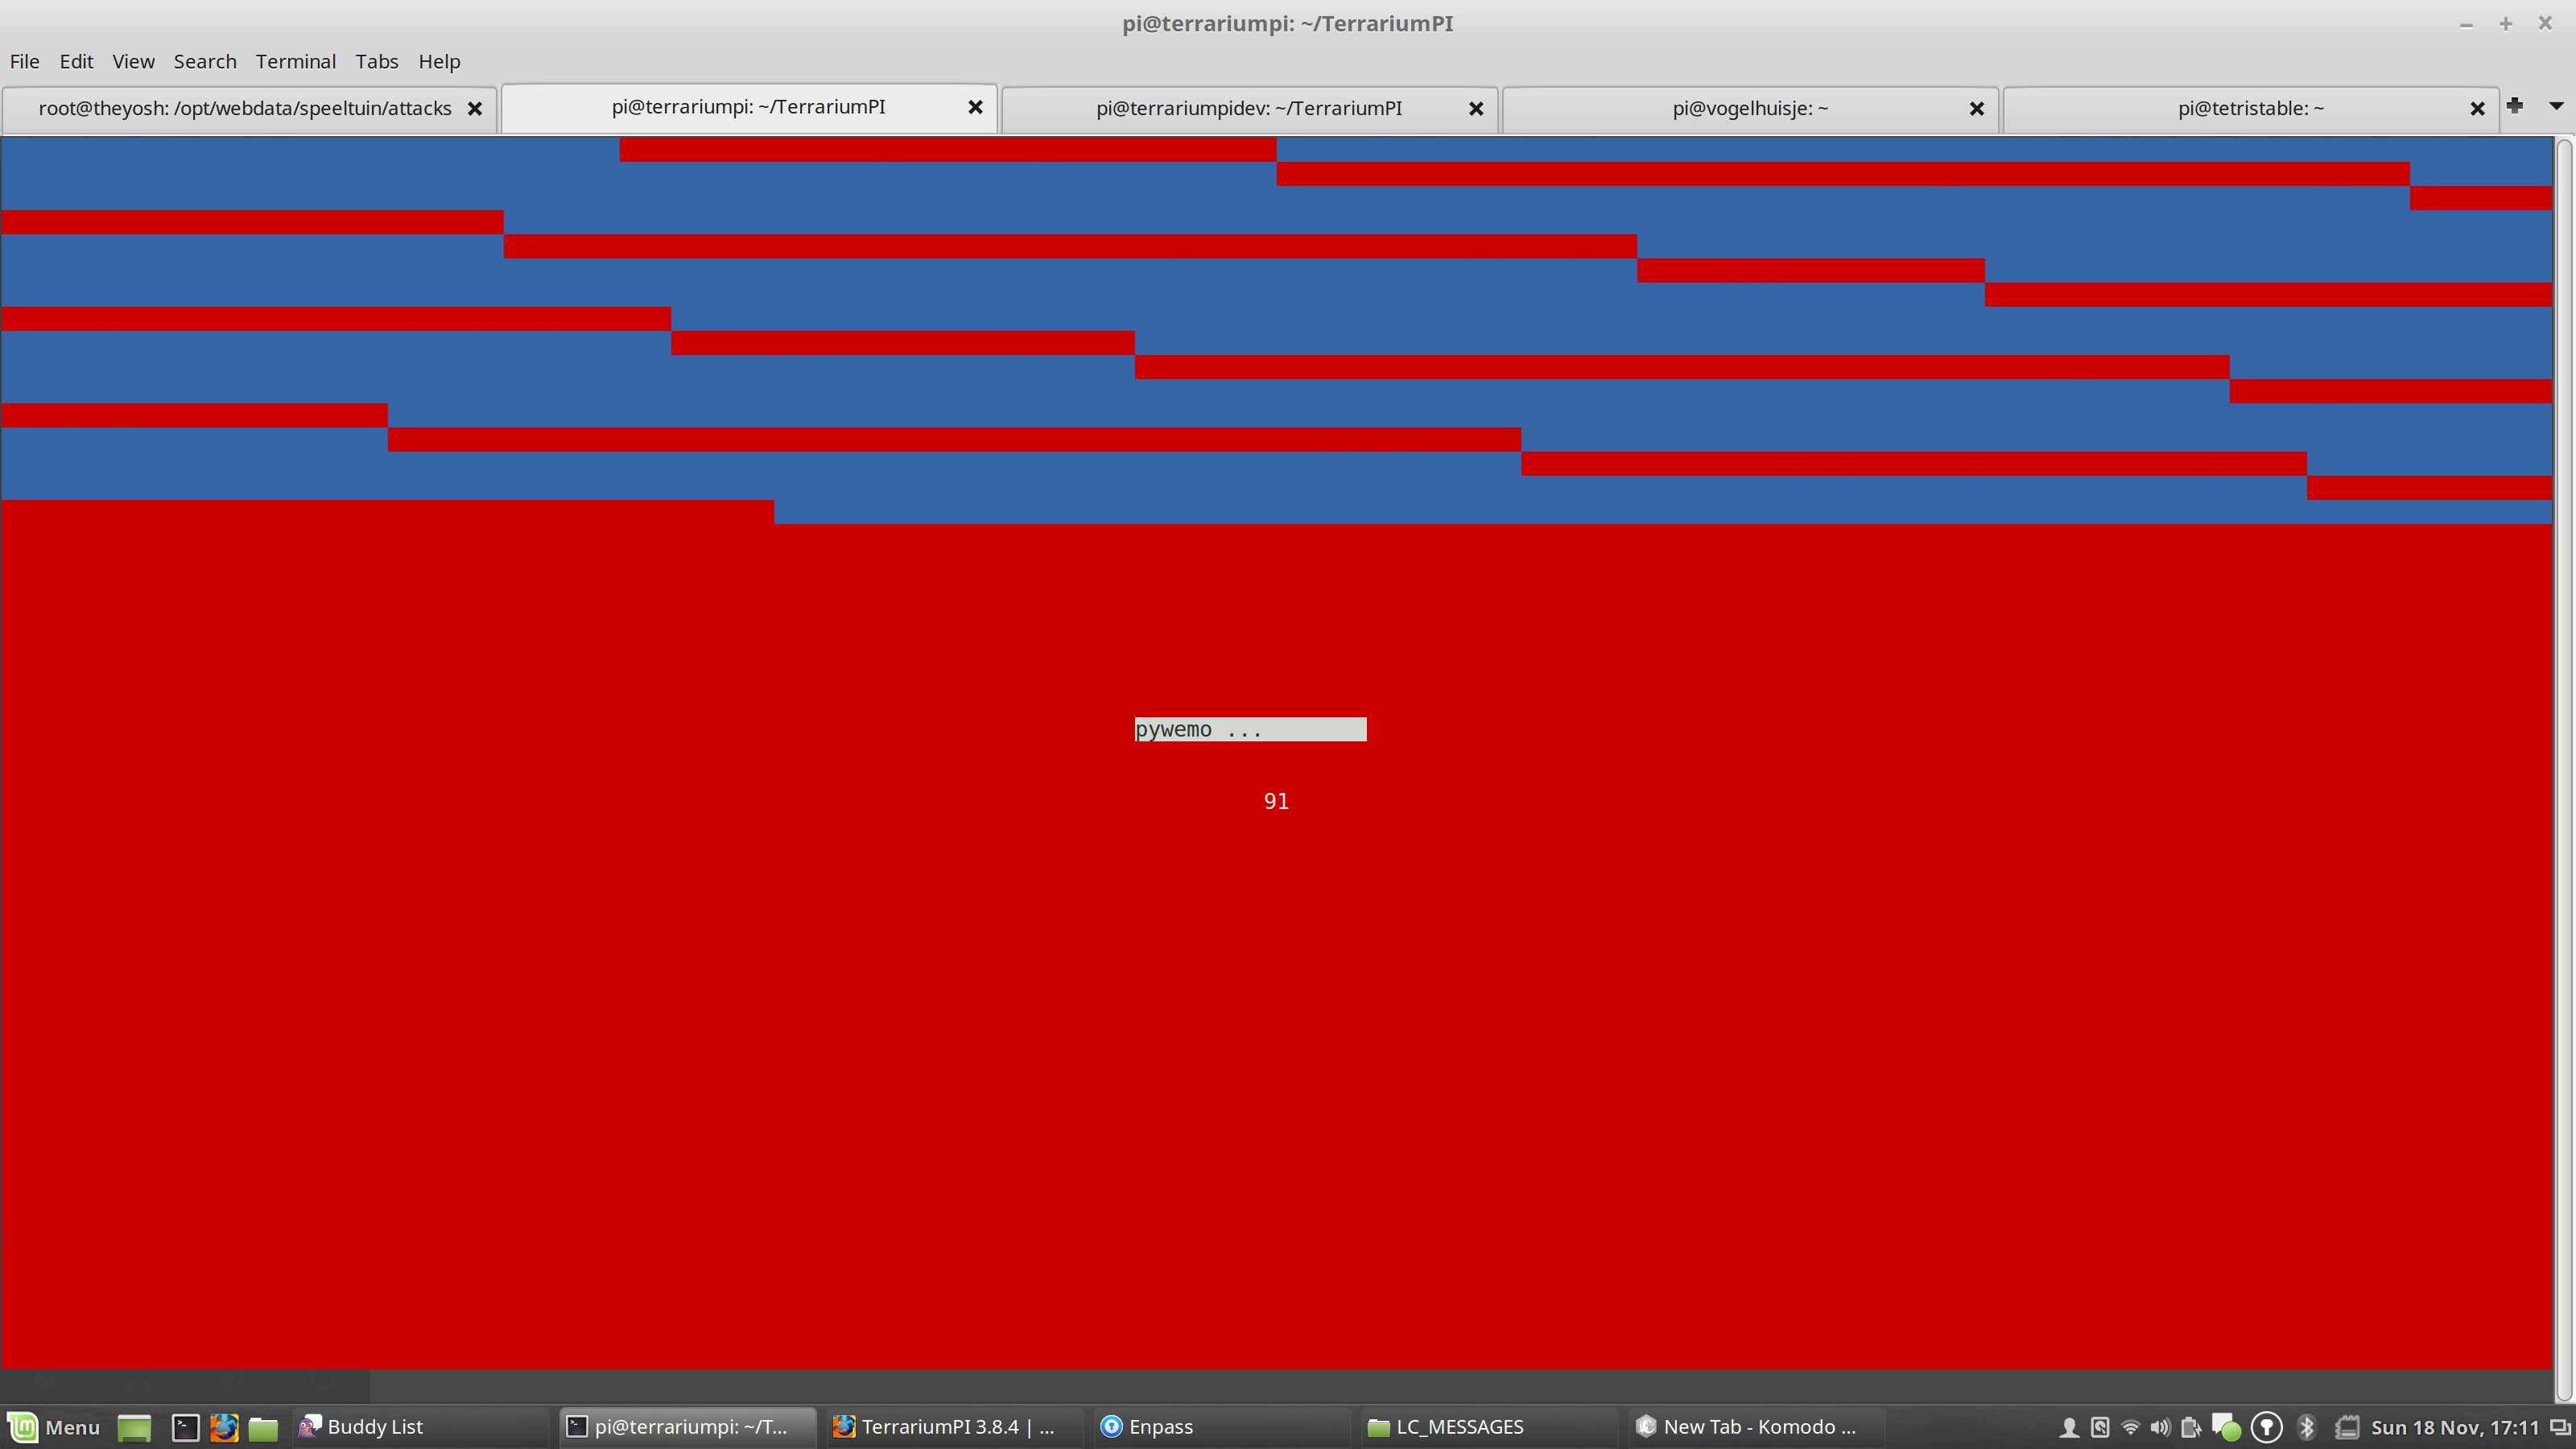 pi@terrariumpi: ~/TerrariumPI
File Edit View Search Terminal Tabs Help
root@theyosh: /opt/webdata/speeltuin/attacks
pi@terrariumpi: ~/TerrariumPI
pi@terrariumpidev: ~/TerrariumPI
pi@vogelhuisje: ~
pi@tetristable: ~
pywemo ...
91
Menu
Buddy List
pi@terrariumpi: ~/T...
TerrariumPI 3.8.4 | ...
Enpass
LC_MESSAGES
New Tab - Komodo ...
Sun 18 Nov, 17:11